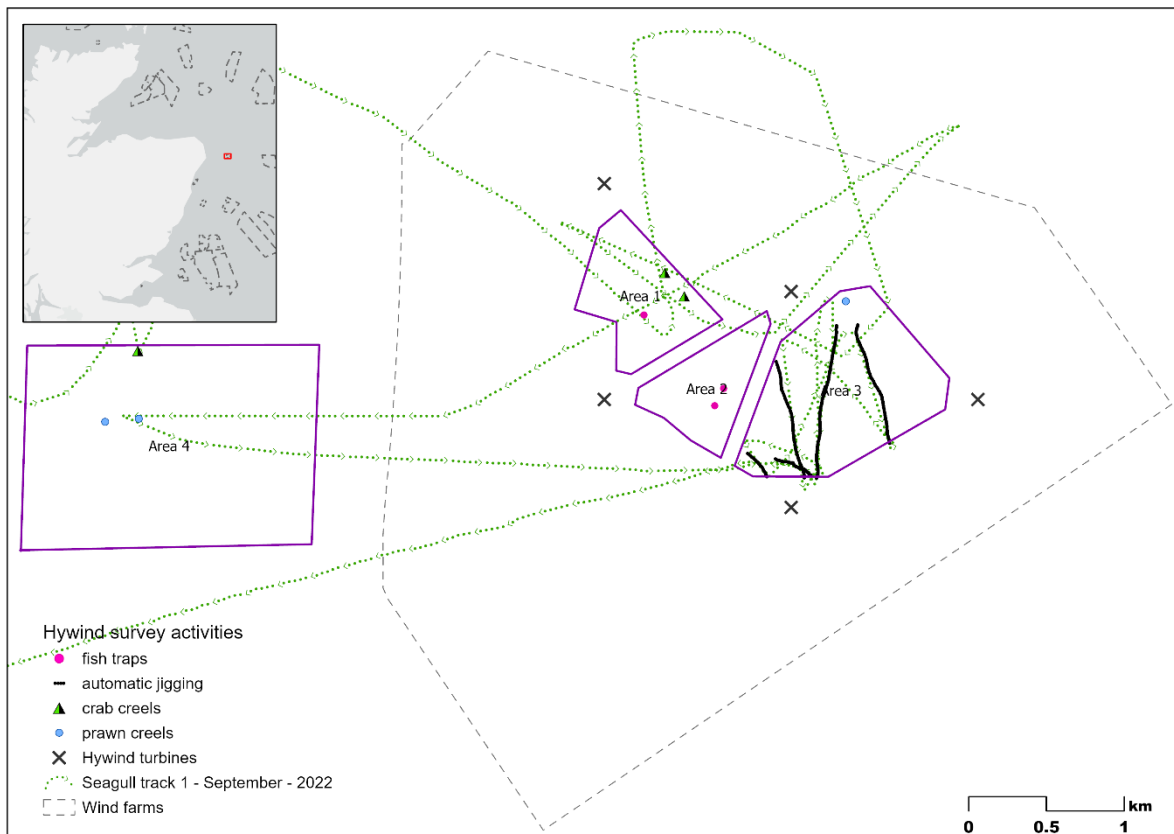 Area 1
Area 2
Area 3
Area 4
Hywind survey activities
fish traps
automatic jigging
crab creels
prawn creels
Hywind turbines
Seagull track 1 - September - 2022
Wind farms
km
0 0.5 1